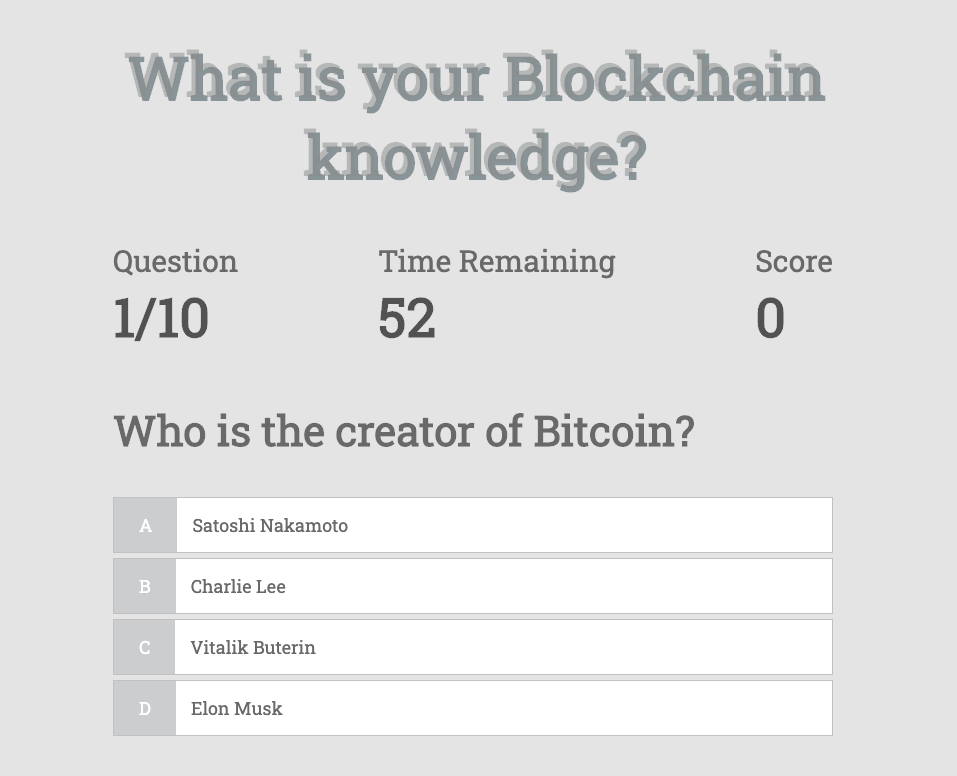 What is your Blockchain
knowledge?
Question
Time Remaining
Score
1/10
52
0
Who is the creator of Bitcoin?
A Satoshi Nakamoto
B Charlie Lee
C Vitalik Buterin
D Elon Musk